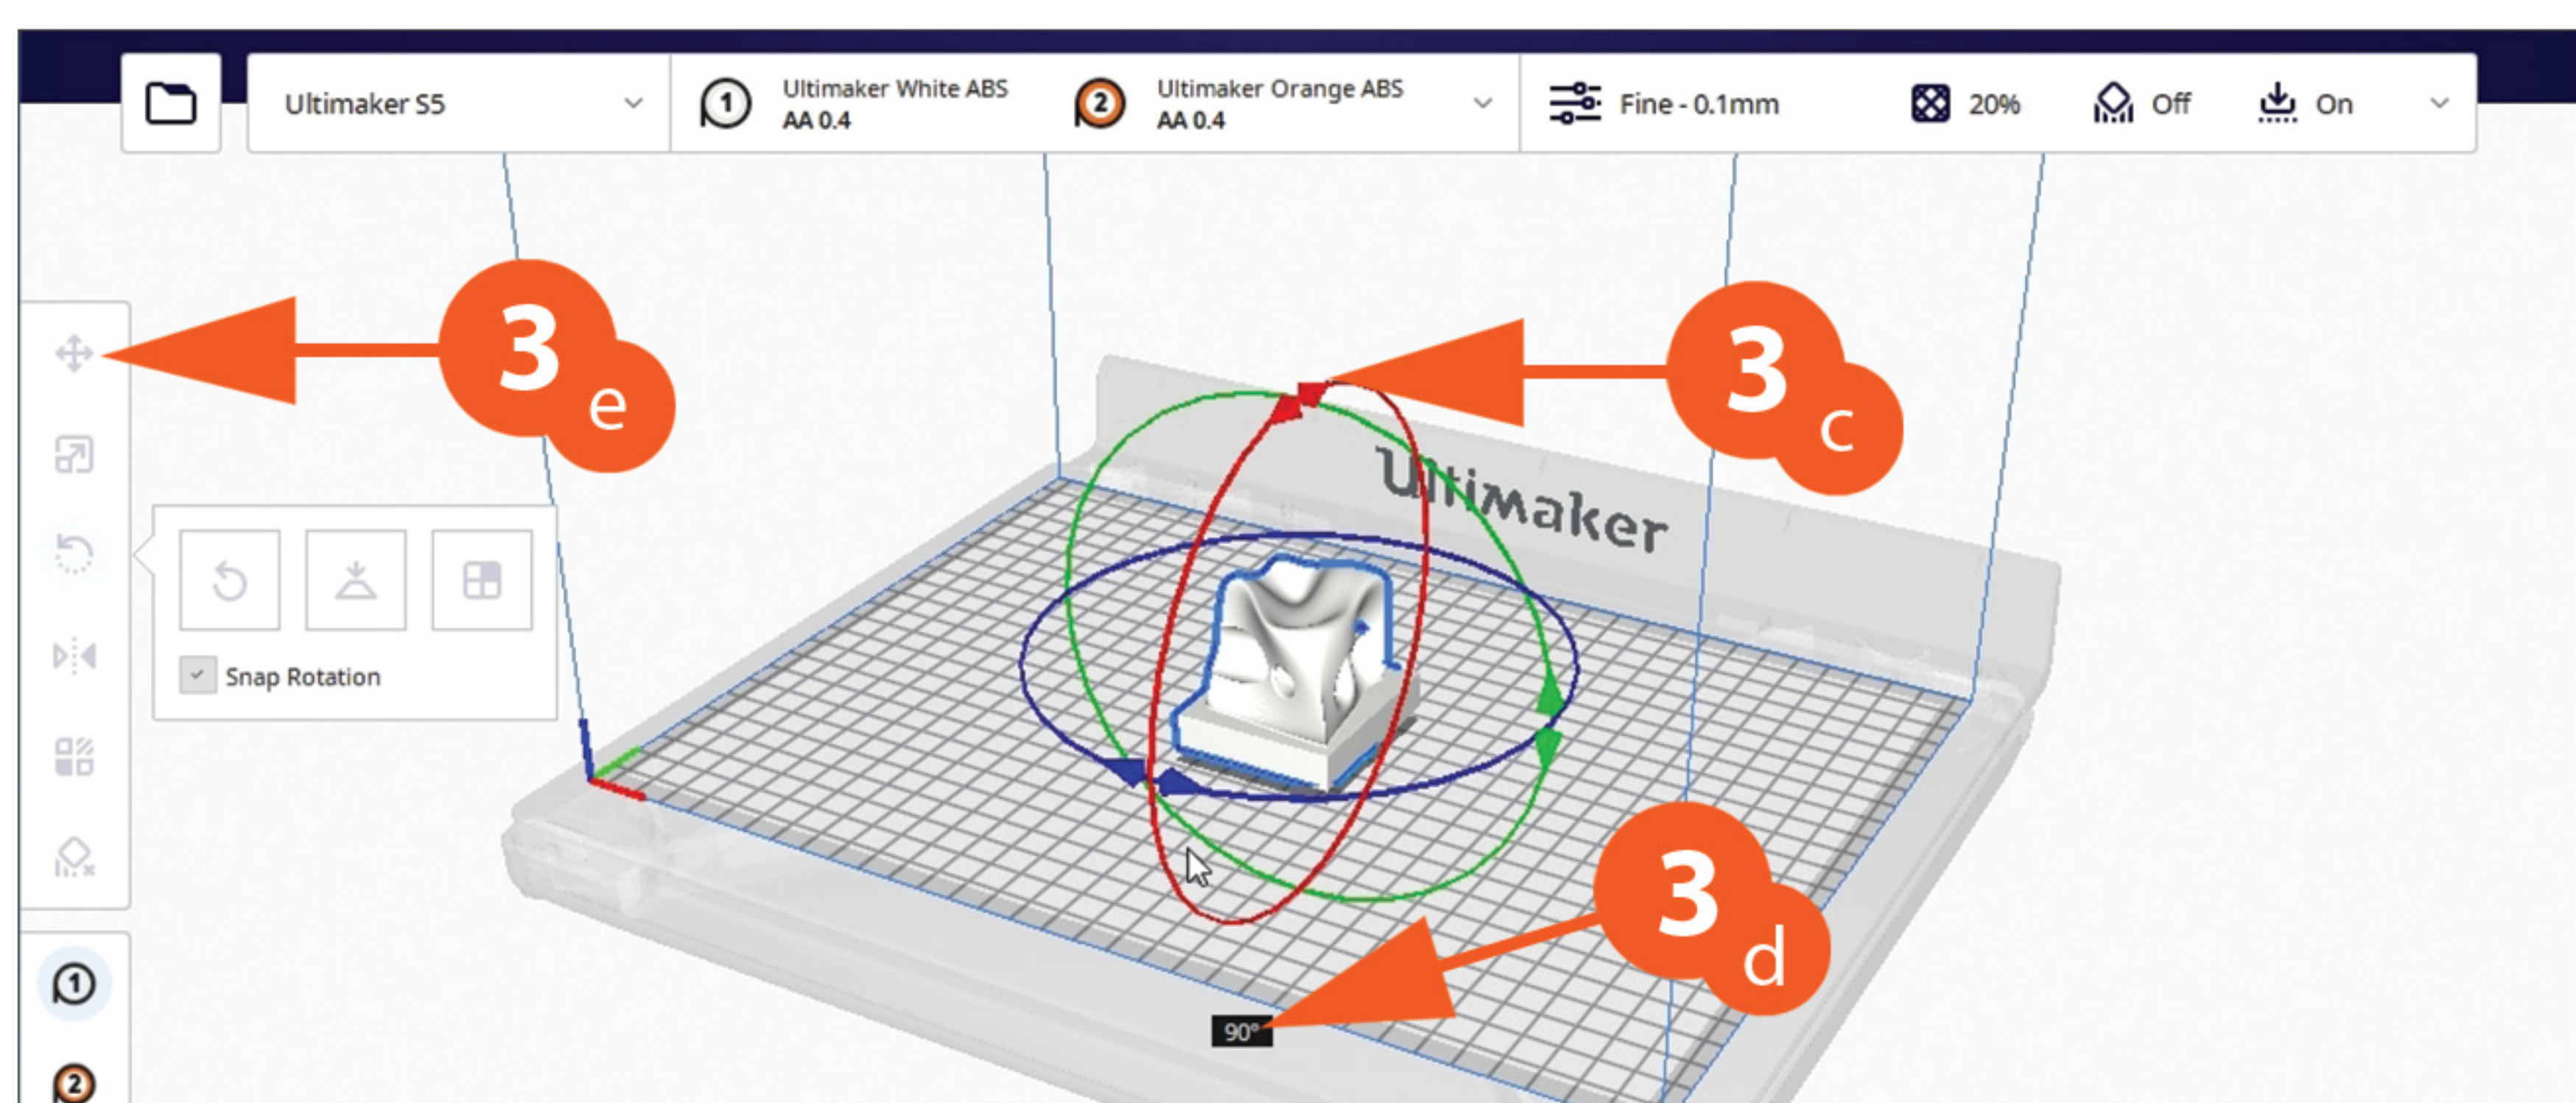 Ultimaker S5
1
Ultimaker White ABS
AA 0.4
2
Ultimaker Orange ABS
AA 0.4
Fine - 0.1mm
20%
Off
On
3 e
3 c
Ultimaker
Snap Rotation
3 d
1
90°
2